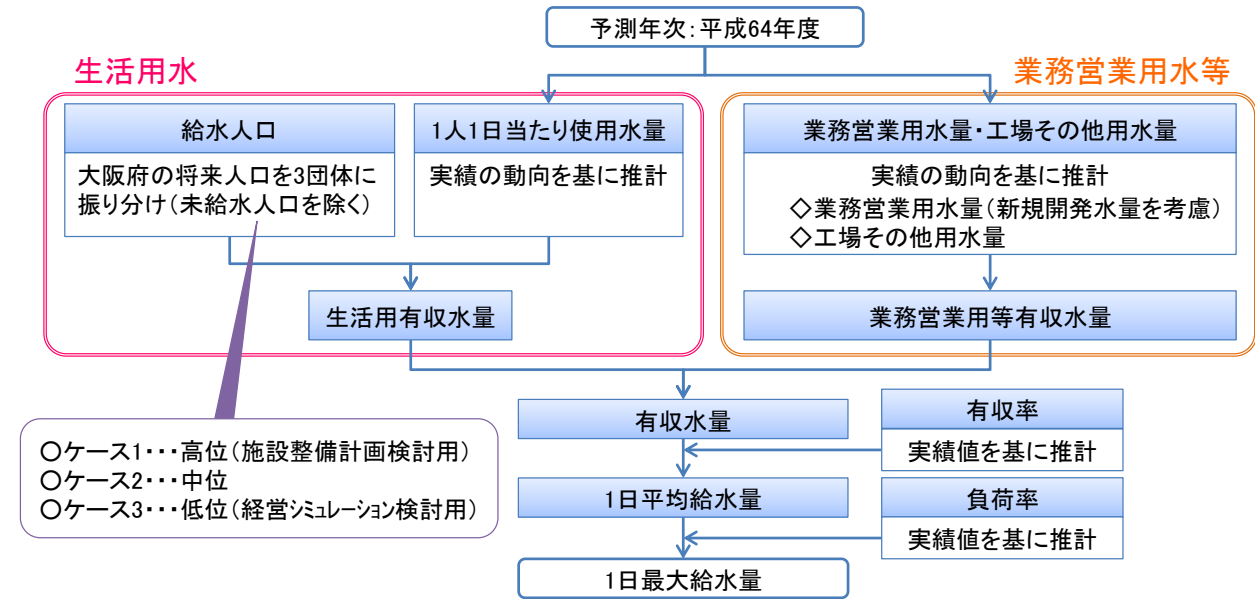 予測年次：平成64年度
生活用水
業務営業用水等
給水人口
大阪府の将来人口を3団体に
振り分け（未給水人口を除く）
1人1日当たり使用水量
実績の動向を基に推計
業務営業用水量・工場その他用水量
実績の動向を基に推計
◇業務営業用水量（新規開発水量を考慮）
◇工場その他用水量
生活用有収水量
業務営業用等有収水量
○ケース1・・・高位（施設整備計画検討用）
○ケース2・・・中位
○ケース3・・・低位（経営シミュレーション検討用）
有収水量
有収率
実績値を基に推計
1日平均給水量
負荷率
実績値を基に推計
1日最大給水量